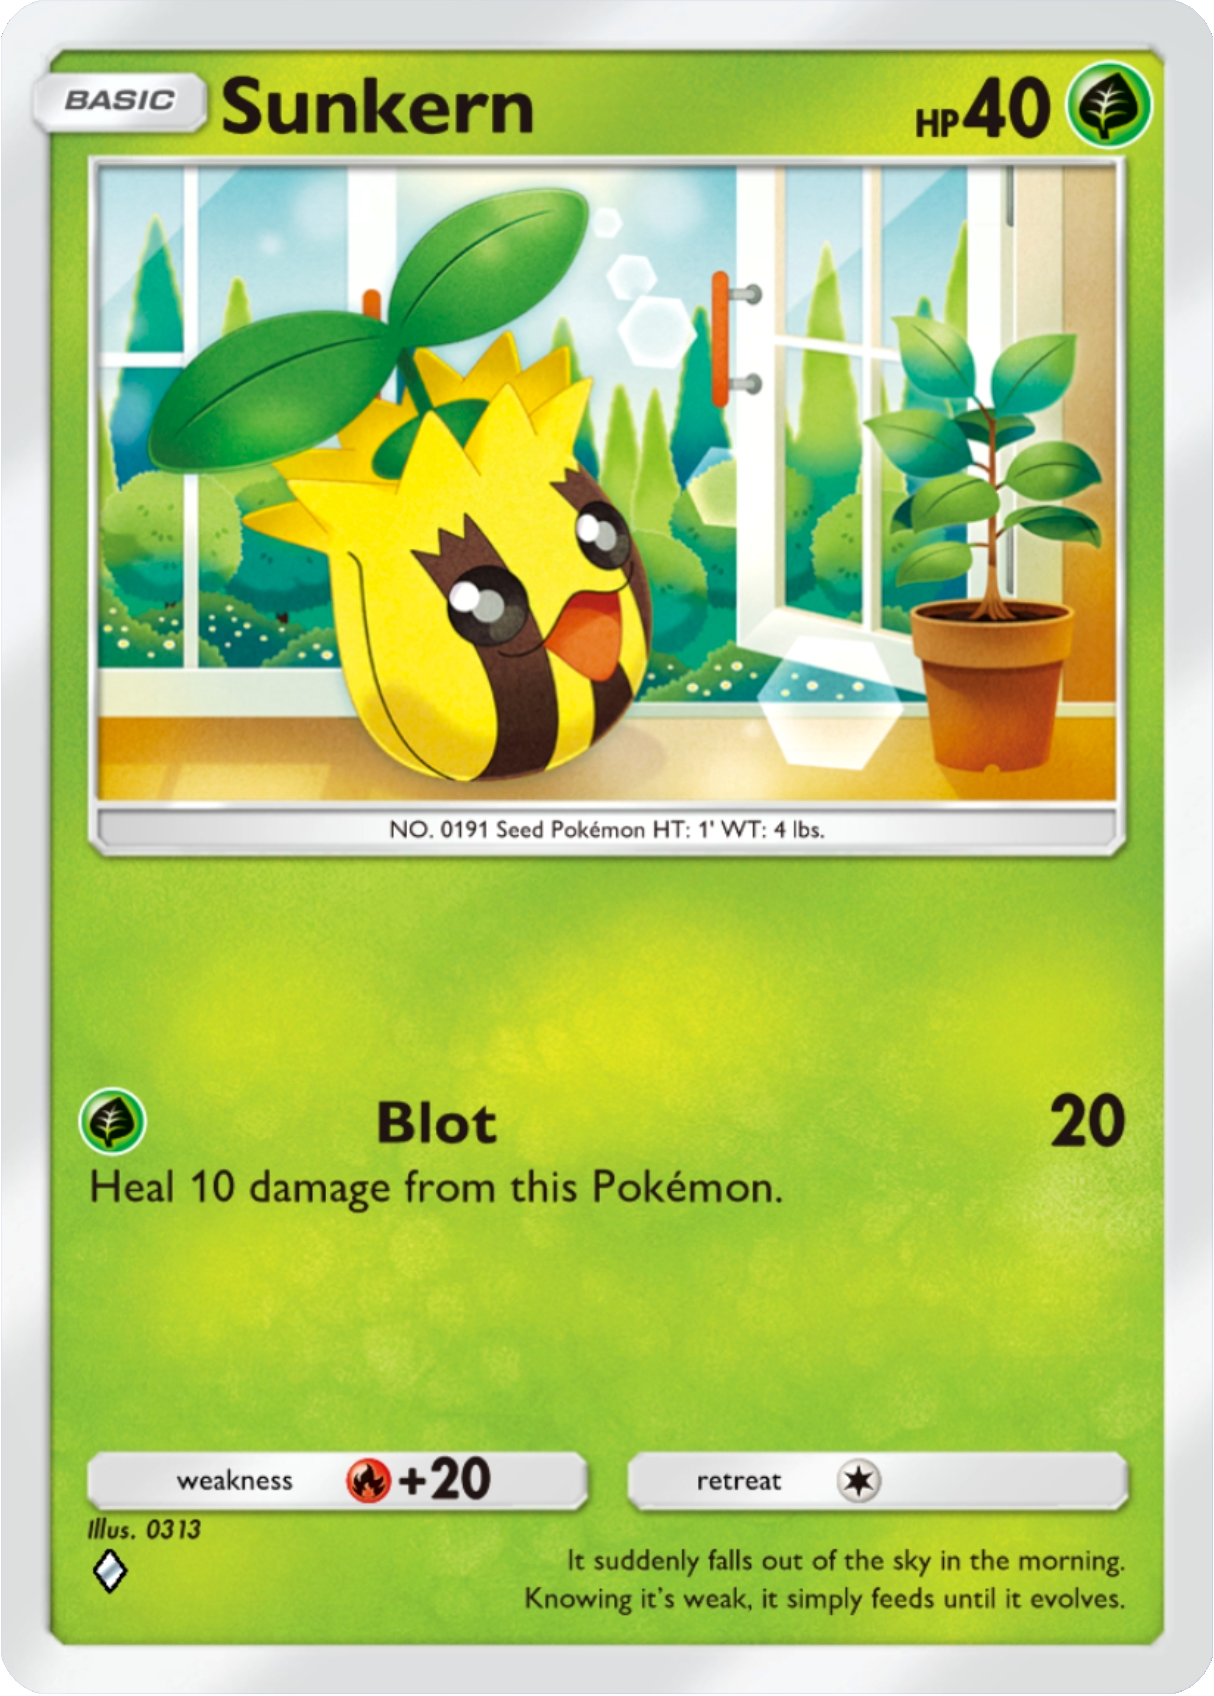 BASIC Sunkern HP40
NO. 0191 Seed Pokémon HT: 1' WT: 4 lbs.
Blot 20
Heal 10 damage from this Pokémon.
weakness +20 retreat
Illus. 0313
It suddenly falls out of the sky in the morning.
Knowing it's weak, it simply feeds until it evolves.